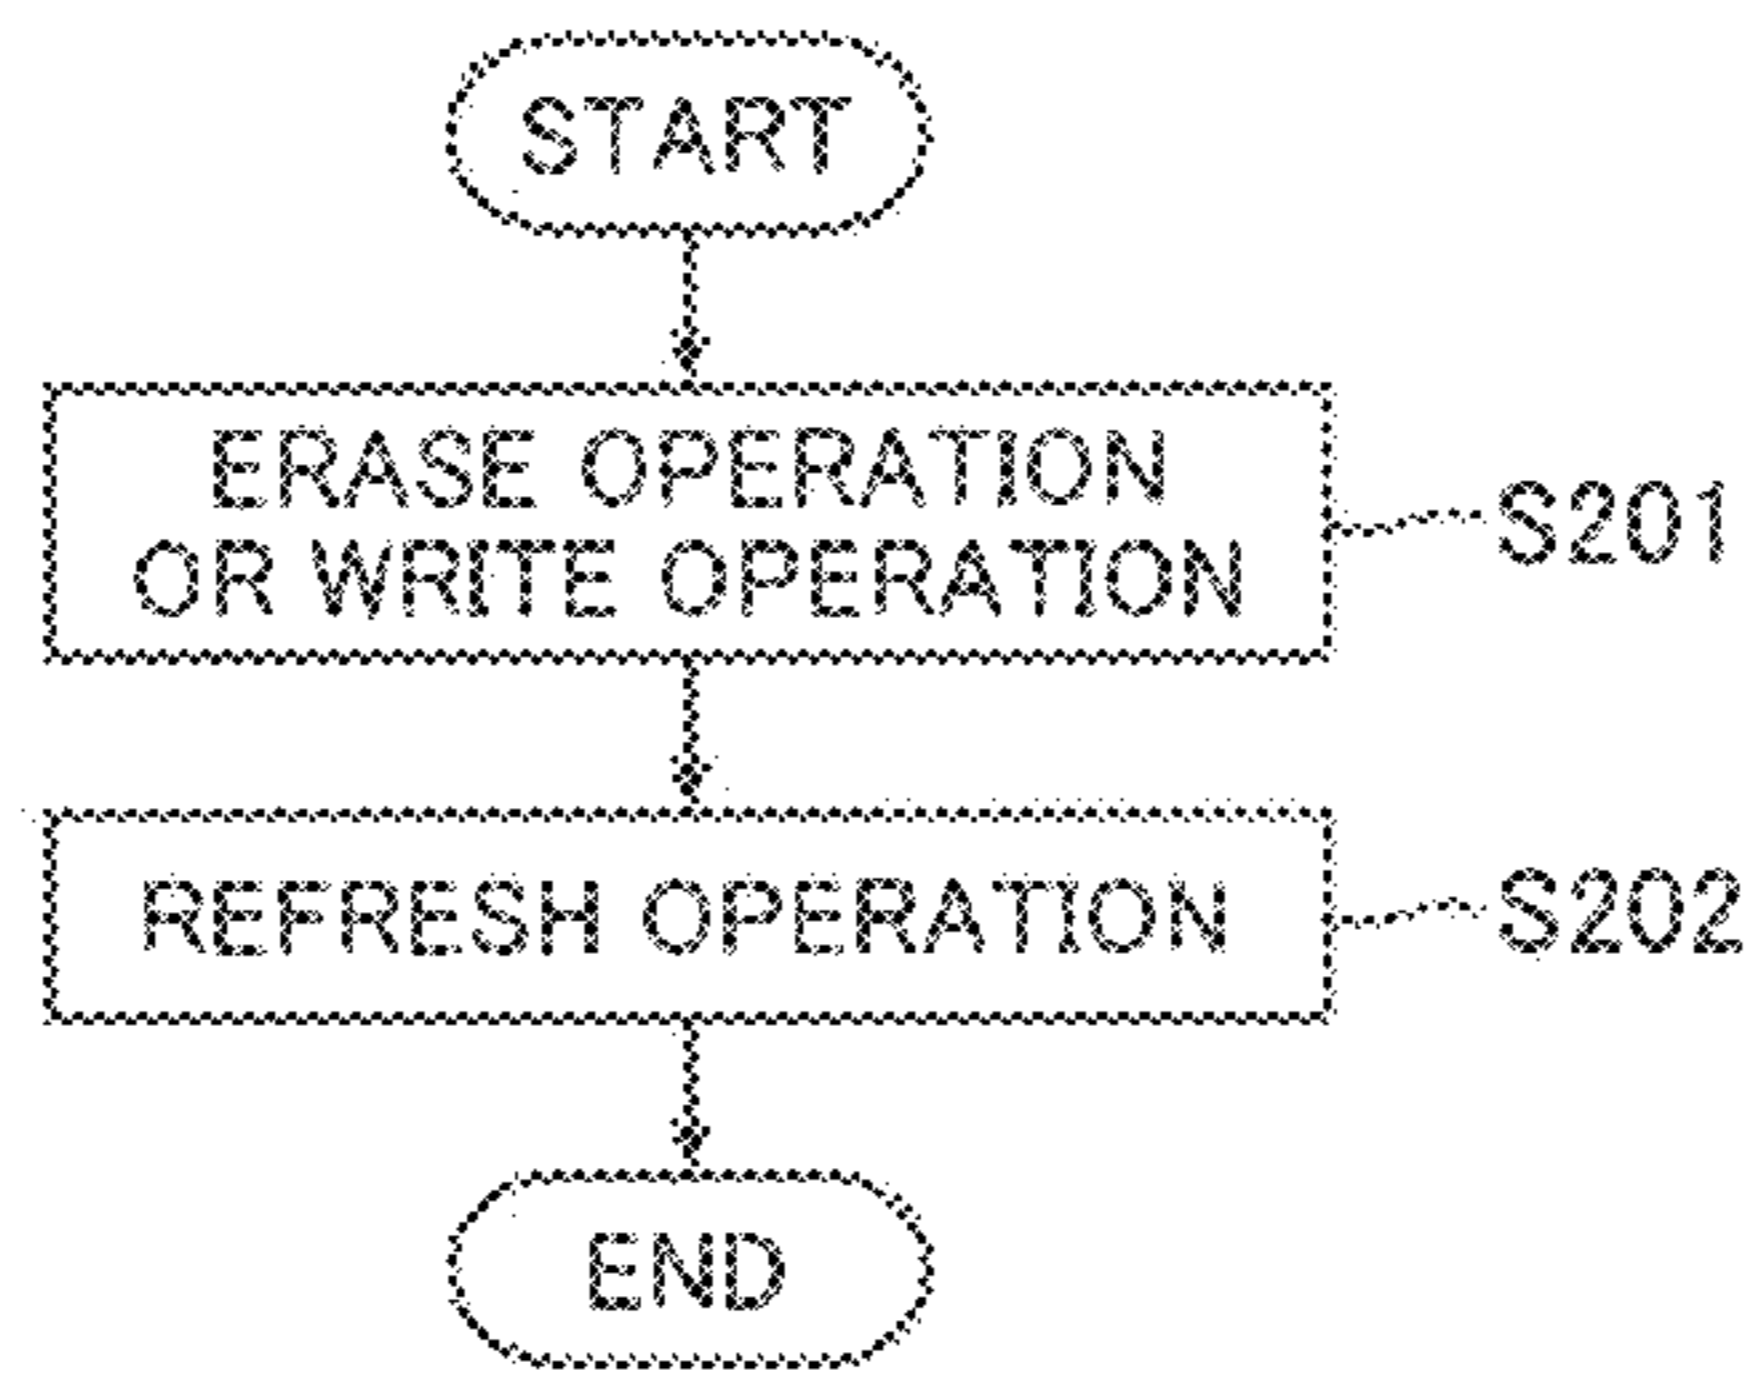 START
ERASE OPERATION
OR WRITE OPERATION
S201
REFRESH OPERATION
S202
END